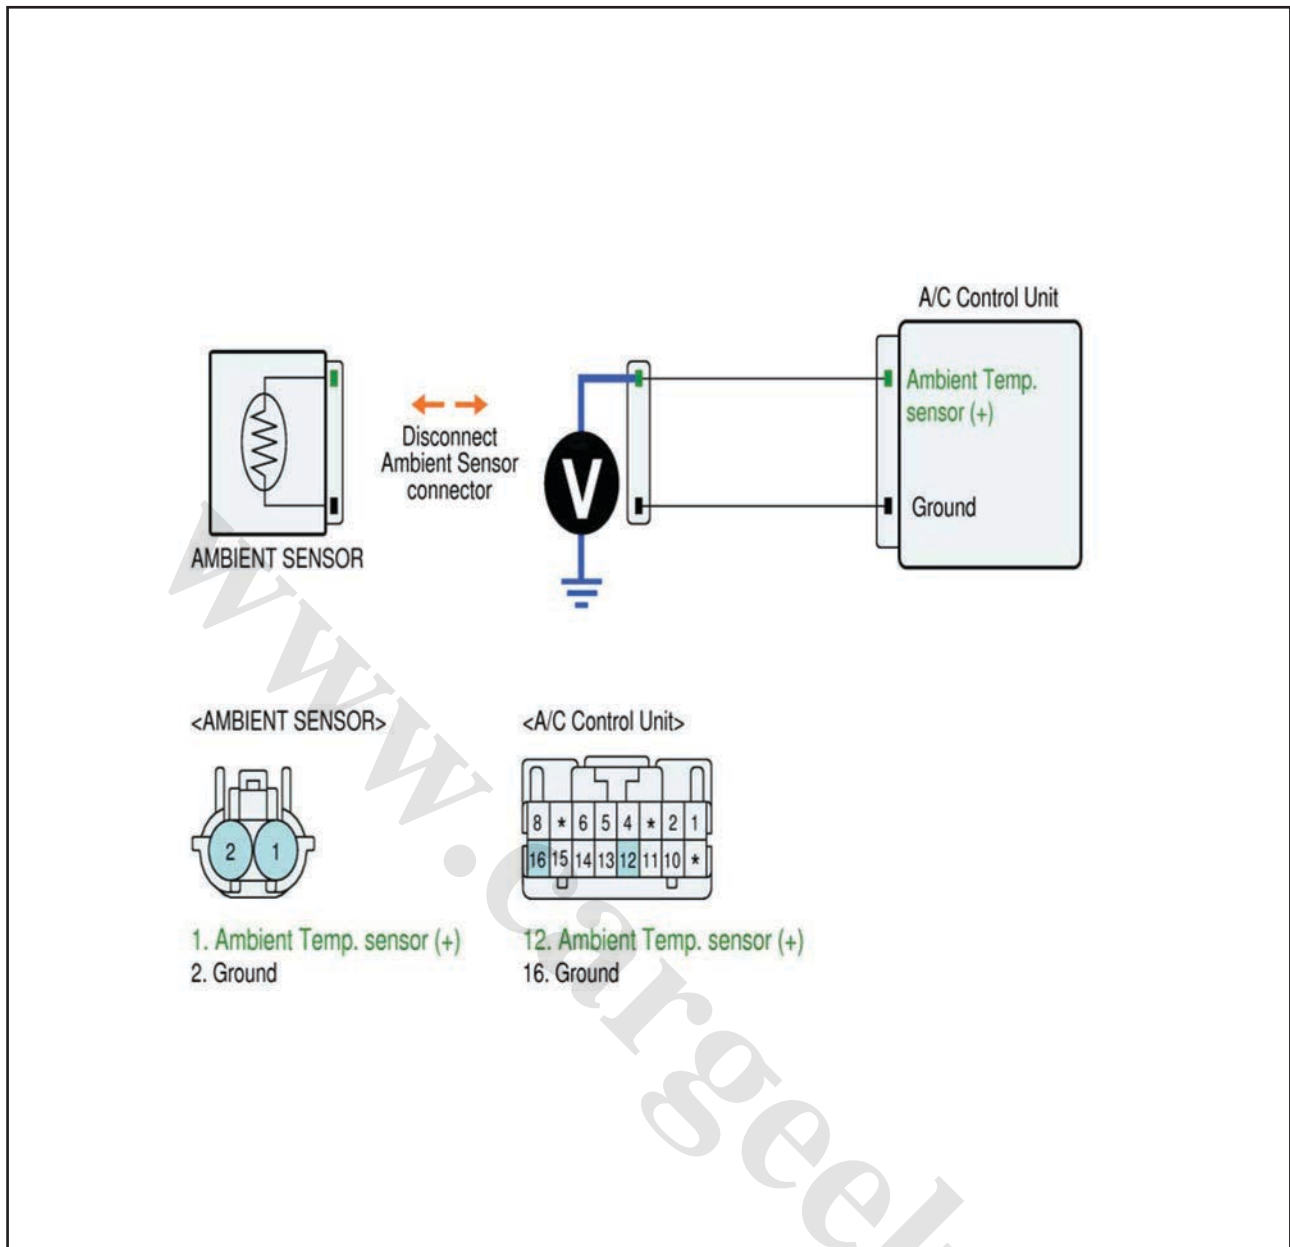 A/C Control Unit
Ambient Temp.
sensor (+)
Disconnect
Ambient Sensor
connector
V
Ground
AMBIENT SENSOR
<AMBIENT SENSOR>
<A/C Control Unit>
8 * 6 5 4 * 2 1
2 1
16 15 14 13 12 11 10 *
1. Ambient Temp. sensor (+)
12. Ambient Temp. sensor (+)
2. Ground
16. Ground
www.cargeek